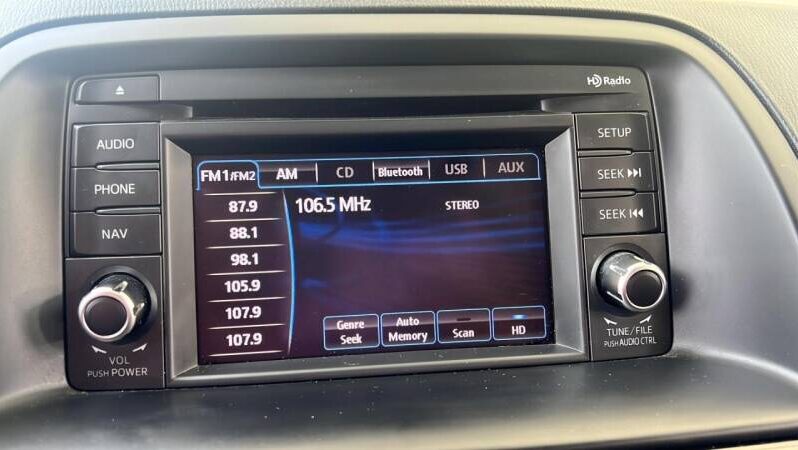 HD Radio
AUDIO
PHONE
NAV
VOL
PUSH POWER
FM1/FM2 AM CD Bluetooth USB AUX
87.9
88.1
98.1
105.9
107.9
107.9
106.5 MHz STEREO
Genre Seek
Auto Memory
Scan
HD
SETUP
SEEK
SEEK
TUNE/FILE
PUSH AUDIO CTRL